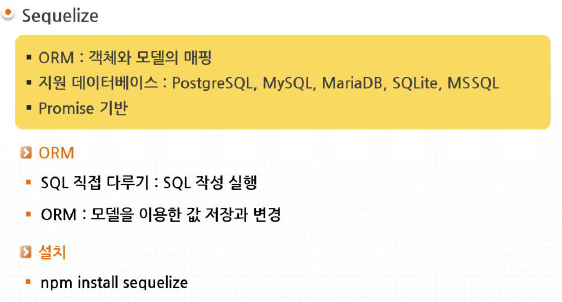 Sequelize
▪ ORM : 객체와 모델의 매핑
▪ 지원 데이터베이스 : PostgreSQL, MySQL, MariaDB, SQLite, MSSQL
▪ Promise 기반
ORM
▪ SQL 직접 다루기 : SQL 작성 실행
▪ ORM : 모델을 이용한 값 저장과 변경
설치
▪ npm install sequelize